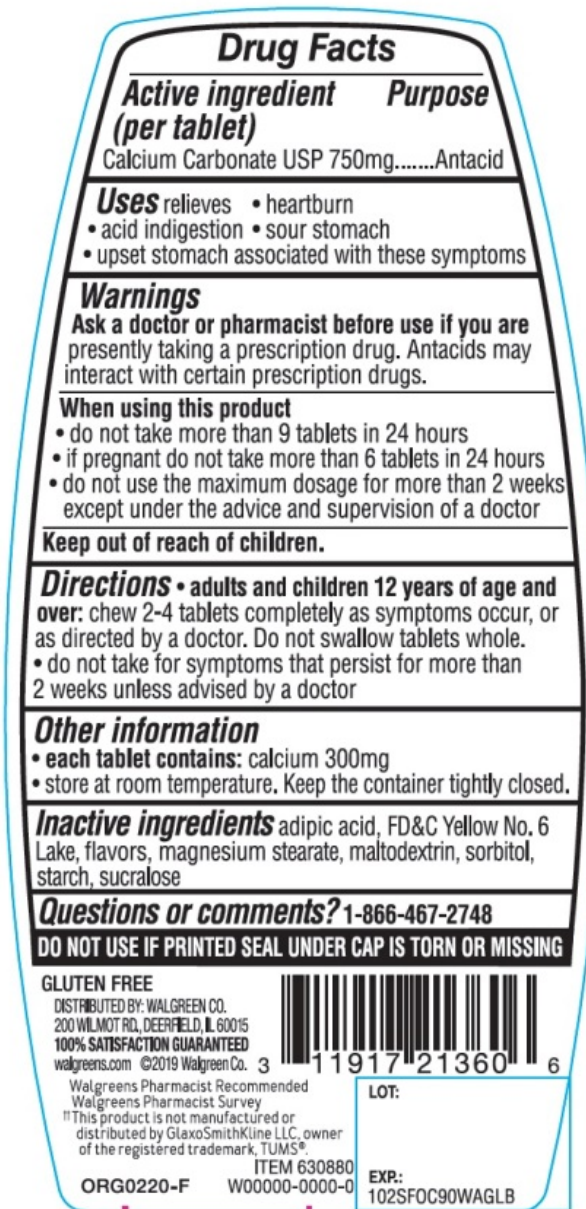 Drug Facts
Active ingredient Purpose
(per tablet)
Calcium Carbonate USP 750mg.......Antacid
Uses relieves • heartburn
• acid indigestion • sour stomach
• upset stomach associated with these symptoms
Warnings
Ask a doctor or pharmacist before use if you are
presently taking a prescription drug. Antacids may
interact with certain prescription drugs.
When using this product
• do not take more than 9 tablets in 24 hours
• if pregnant do not take more than 6 tablets in 24 hours
• do not use the maximum dosage for more than 2 weeks
except under the advice and supervision of a doctor
Keep out of reach of children.
Directions • adults and children 12 years of age and
over: chew 2-4 tablets completely as symptoms occur, or
as directed by a doctor. Do not swallow tablets whole.
• do not take for symptoms that persist for more than
2 weeks unless advised by a doctor
Other information
• each tablet contains: calcium 300mg
• store at room temperature. Keep the container tightly closed.
Inactive ingredients adipic acid, FD&C Yellow No. 6
Lake, flavors, magnesium stearate, maltodextrin, sorbitol,
starch, sucralose
Questions or comments? 1-866-467-2748
DO NOT USE IF PRINTED SEAL UNDER CAP IS TORN OR MISSING
GLUTEN FREE
DISTRIBUTED BY: WALGREEN CO.
200 WILMOT RD., DEERFIELD, IL 60015
100% SATISFACTION GUARANTEED
walgreens.com ©2019 Walgreen Co.
3 11917 21360 6
Walgreens Pharmacist Recommended
Walgreens Pharmacist Survey
††This product is not manufactured or
distributed by GlaxoSmithKline LLC, owner
of the registered trademark, TUMS®.
ITEM 630880
ORG0220-F W00000-0000-0
LOT:
EXP.:
102SFOC90WAGLB